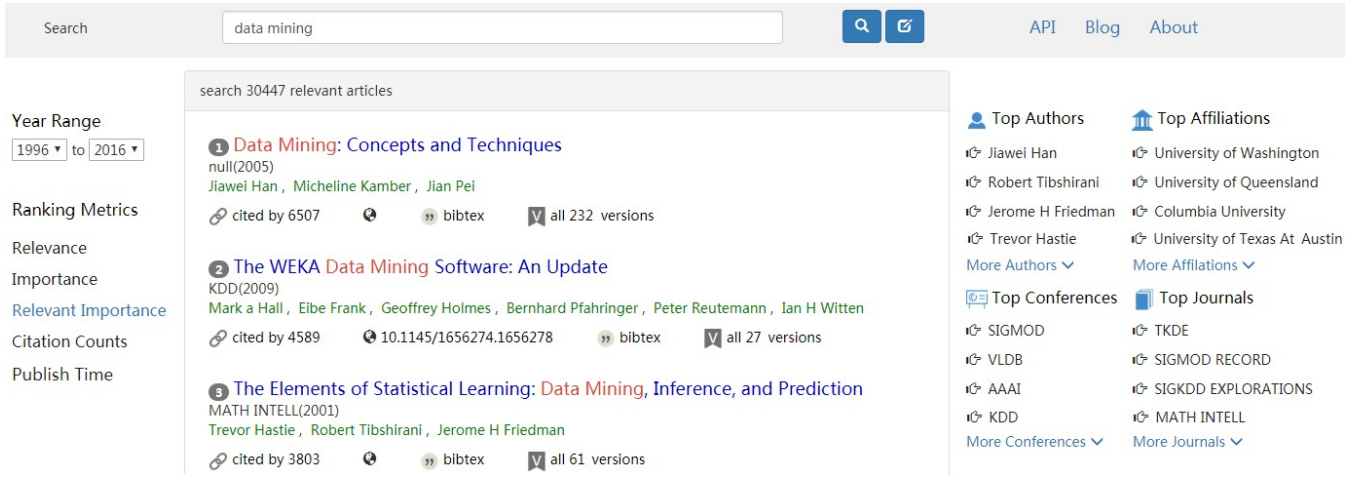 Search
data mining
API Blog About
Year Range
1996 to 2016
Ranking Metrics
Relevance
Importance
Relevant Importance
Citation Counts
Publish Time
search 30447 relevant articles
1 Data Mining: Concepts and Techniques
null(2005)
Jiawei Han , Micheline Kamber , Jian Pei
cited by 6507 bibtex V all 232 versions
2 The WEKA Data Mining Software: An Update
KDD(2009)
Mark a Hall , Eibe Frank , Geoffrey Holmes , Bernhard Pfahringer , Peter Reutemann , Ian H Witten
cited by 4589 10.1145/1656274.1656278 bibtex V all 27 versions
3 The Elements of Statistical Learning: Data Mining, Inference, and Prediction
MATH INTELL(2001)
Trevor Hastie , Robert Tibshirani , Jerome H Friedman
cited by 3803 bibtex V all 61 versions
Top Authors
Jiawei Han
Robert Tibshirani
Jerome H Friedman
Trevor Hastie
More Authors
Top Affiliations
University of Washington
University of Queensland
Columbia University
University of Texas At Austin
More Affilations
Top Conferences
SIGMOD
VLDB
AAAI
KDD
More Conferences
Top Journals
TKDE
SIGMOD RECORD
SIGKDD EXPLORATIONS
MATH INTELL
More Journals